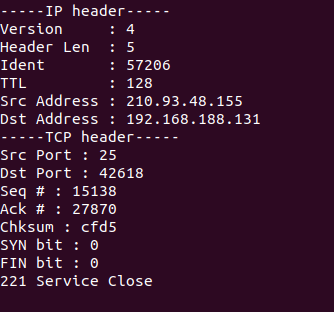 -----IP header-----
Version     : 4
Header Len  : 5
Ident       : 57206
TTL         : 128
Src Address : 210.93.48.155
Dst Address : 192.168.188.131
-----TCP header-----
Src Port : 25
Dst Port : 42618
Seq # : 15138
Ack # : 27870
Chksum : cfd5
SYN bit : 0
FIN bit : 0
221 Service Close